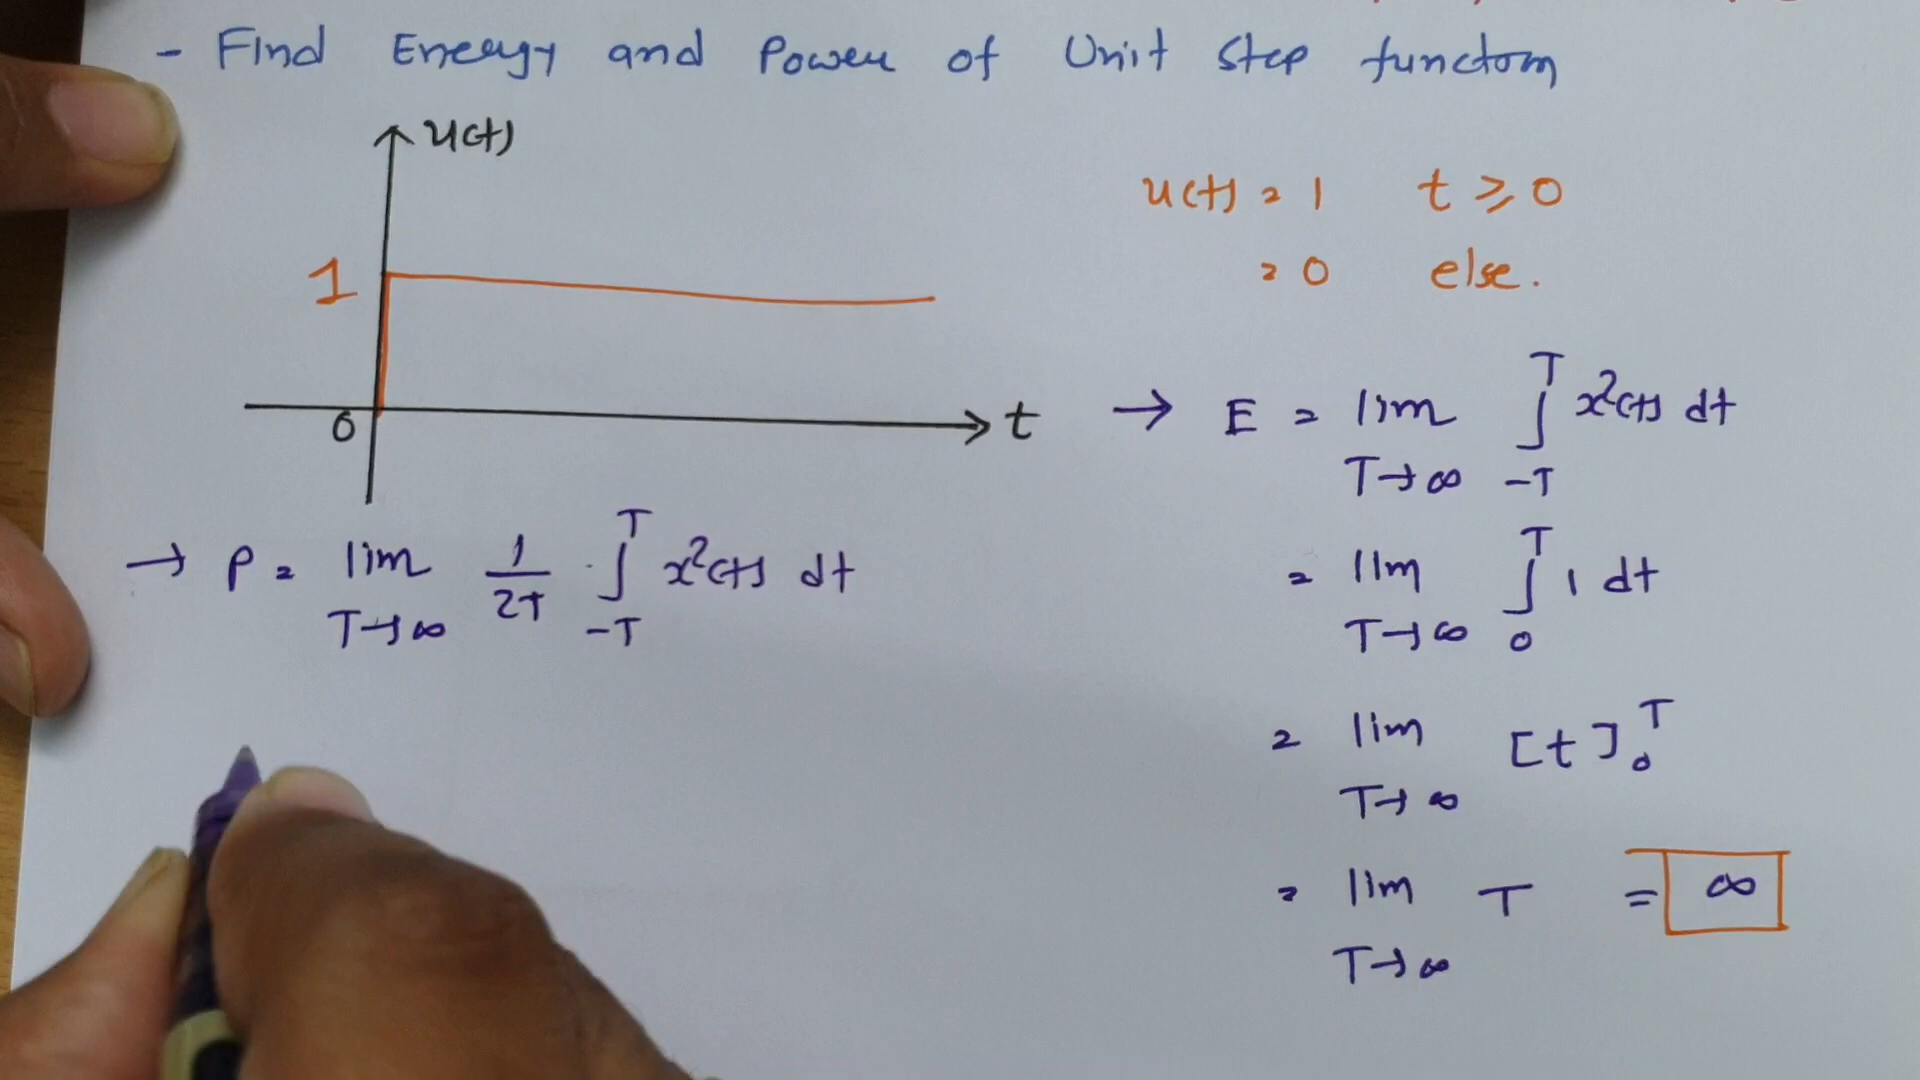 - Find Energy and Power of Unit Step function
u(t)
1
0
t
u(t) = 1 t ≥ 0
= 0 else.
→ E = lim T→∞ ∫_{-T}^{T} x²(t) dt
= lim T→∞ ∫_{0}^{T} 1 dt
= lim T→∞ [t]_{0}^{T}
= lim T→∞ T = ∞
→ P = lim T→∞ 1/2T · ∫_{-T}^{T} x²(t) dt